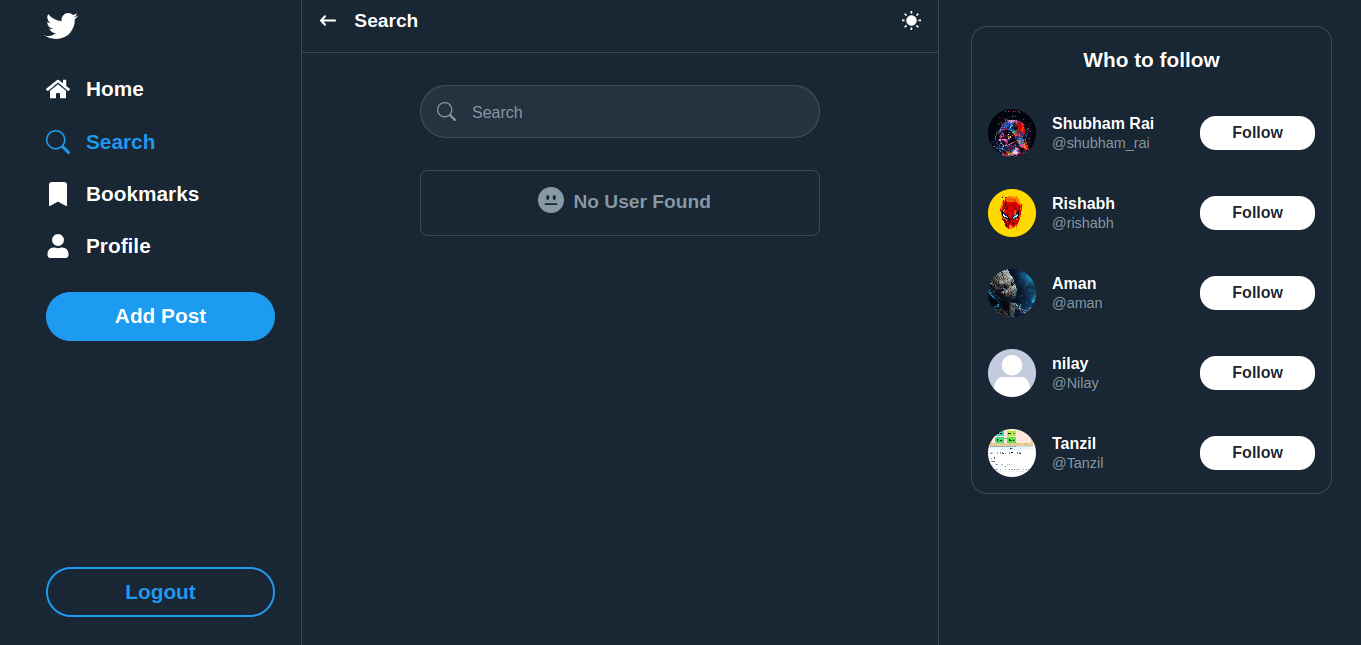 Home
Search
Bookmarks
Profile
Add Post
Logout
Search
Search
No User Found
Who to follow
Shubham Rai
@shubham_rai
Follow
Rishabh
@rishabh
Follow
Aman
@aman
Follow
nilay
@Nilay
Follow
Tanzil
@Tanzil
Follow